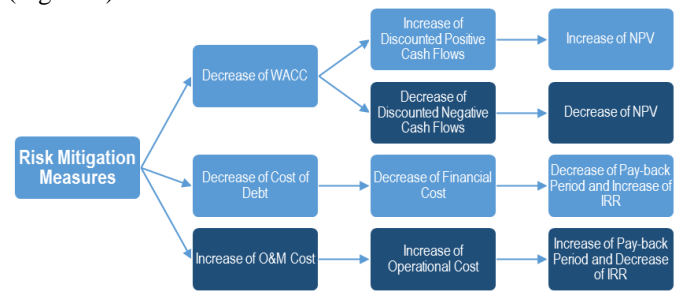 Increase of
Discounted Positive
Cash Flows
Increase of NPV
Decrease of WACC
Decrease of
Discounted Negative
Cash Flows
Decrease of NPV
Risk Mitigation
Measures
Decrease of Cost of
Debt
Decrease of Financial
Cost
Decrease of Pay-back
Period and Increase of
IRR
Increase of O&M Cost
Increase of
Operational Cost
Increase of Pay-back
Period and Decrease
of IRR